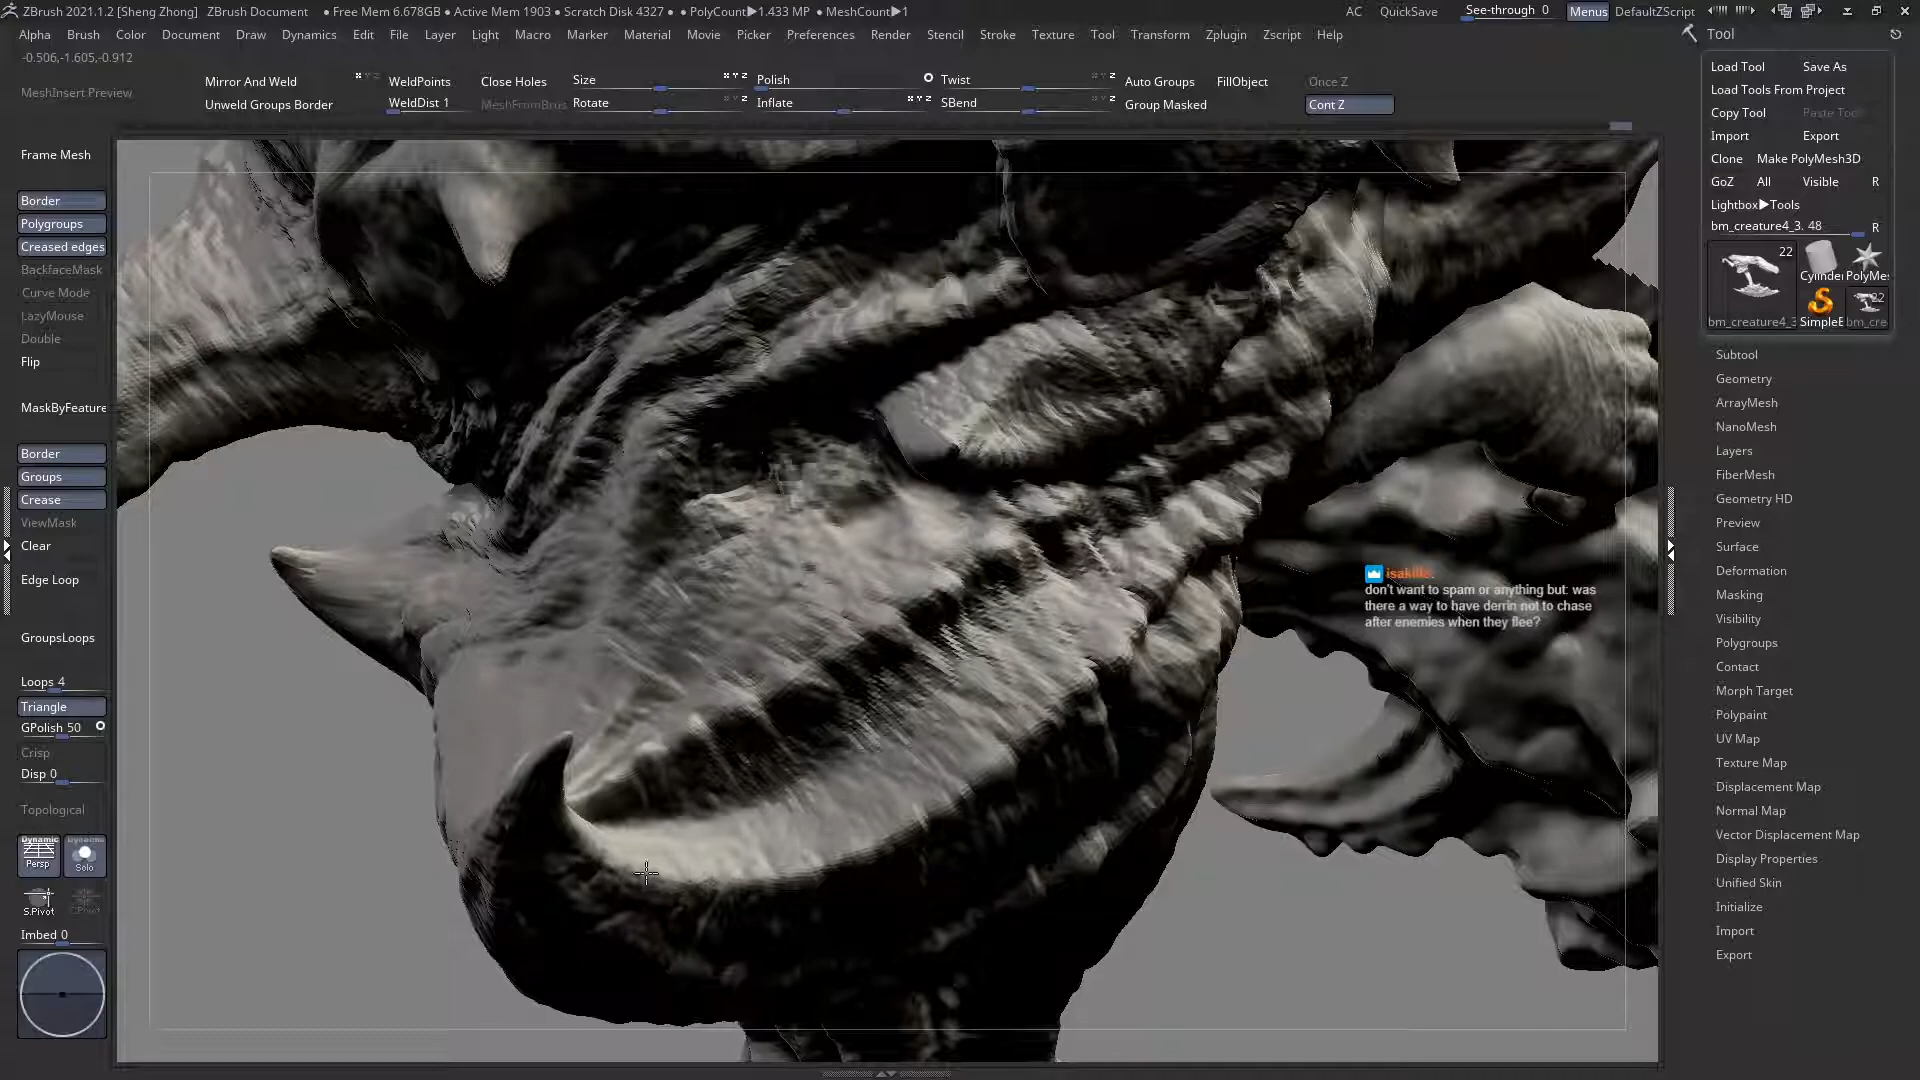 ZBrush 2021.1.2 [Sheng Zhong] ZBrush Document • Free Mem 6.678GB • Active Mem 1903 • Scratch Disk 4327 • • PolyCount▶1.433 MP • MeshCount▶1 AC QuickSave See-through 0 Menus DefaultZScript
Alpha Brush Color Document Draw Dynamics Edit File Layer Light Macro Marker Material Movie Picker Preferences Render Stencil Stroke Texture Tool Transform Zplugin Zscript Help
Tool
-0.506,-1.605,-0.912
MeshInsert Preview
Mirror And Weld WeldPoints Close Holes Size Polish Twist Auto Groups FillObject Once Z
Unweld Groups Border WeldDist 1 MeshFromBrus Rotate Inflate SBend Group Masked Cont Z
Frame Mesh
Border
Polygroups
Creased edges
BackfaceMask
Curve Mode
LazyMouse
Double
Flip
MaskByFeature
Border
Groups
Crease
ViewMask
Clear
Edge Loop
GroupsLoops
Loops 4
Triangle
GPolish 50
Crisp
Disp 0
Topological
Dynamic
Persp
Solo
S.Pivot
Imbed 0
don't want to spam or anything but: was
there a way to have derrin not to chase
after enemies when they flee?
Load Tool Save As
Load Tools From Project
Copy Tool Paste Too
Import Export
Clone Make PolyMesh3D
GoZ All Visible R
Lightbox▶Tools
bm_creature4_3. 48 R
22
Cylinder PolyMes
22
bm_creature4_3 SimpleE bm_cre
Subtool
Geometry
ArrayMesh
NanoMesh
Layers
FiberMesh
Geometry HD
Preview
Surface
Deformation
Masking
Visibility
Polygroups
Contact
Morph Target
Polypaint
UV Map
Texture Map
Displacement Map
Normal Map
Vector Displacement Map
Display Properties
Unified Skin
Initialize
Import
Export